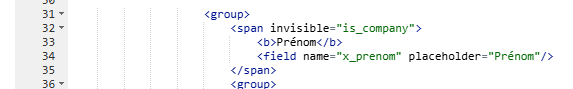 31 <group>
32 <span invisible="is_company">
33 <b>Prénom</b>
34 <field name="x_prenom" placeholder="Prénom"/>
35 </span>
36 <group>